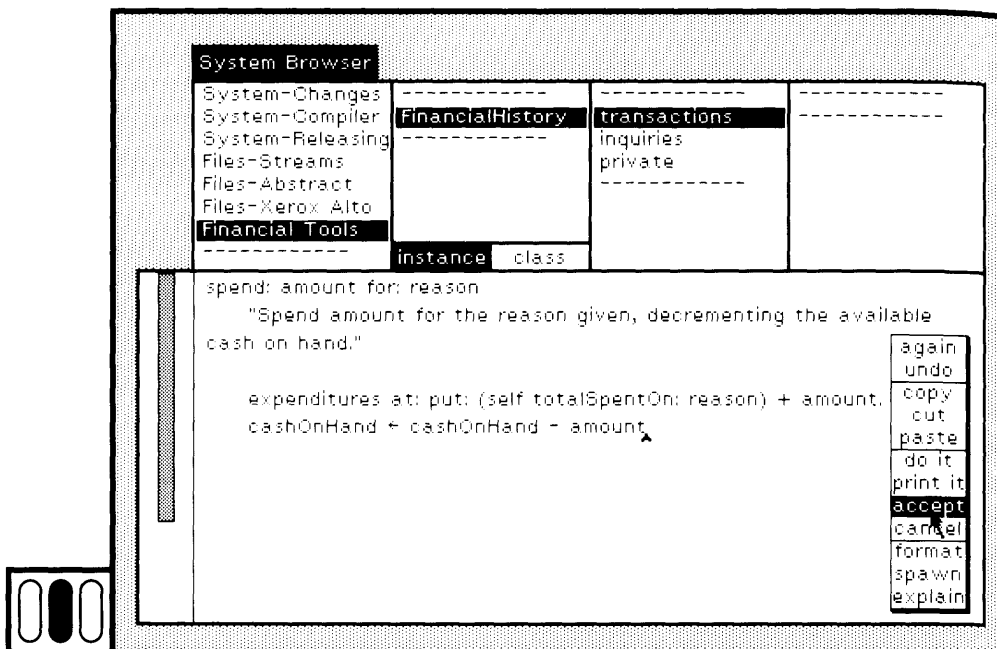 System Browser
System-Changes
System-Compiler
System-Releasing
Files-Streams
Files-Abstract
Files-Xerox Alto
Financial Tools
------------
------------
FinancialHistory
------------
instance class
------------
transactions
inquiries
private
------------
------------
------------
spend: amount for: reason
"Spend amount for the reason given, decrementing the available
cash on hand."
expenditures at: put: (self totalSpentOn: reason) + amount.
cashOnHand ← cashOnHand - amount
again
undo
copy
cut
paste
do it
print it
accept
cancel
format
spawn
explain